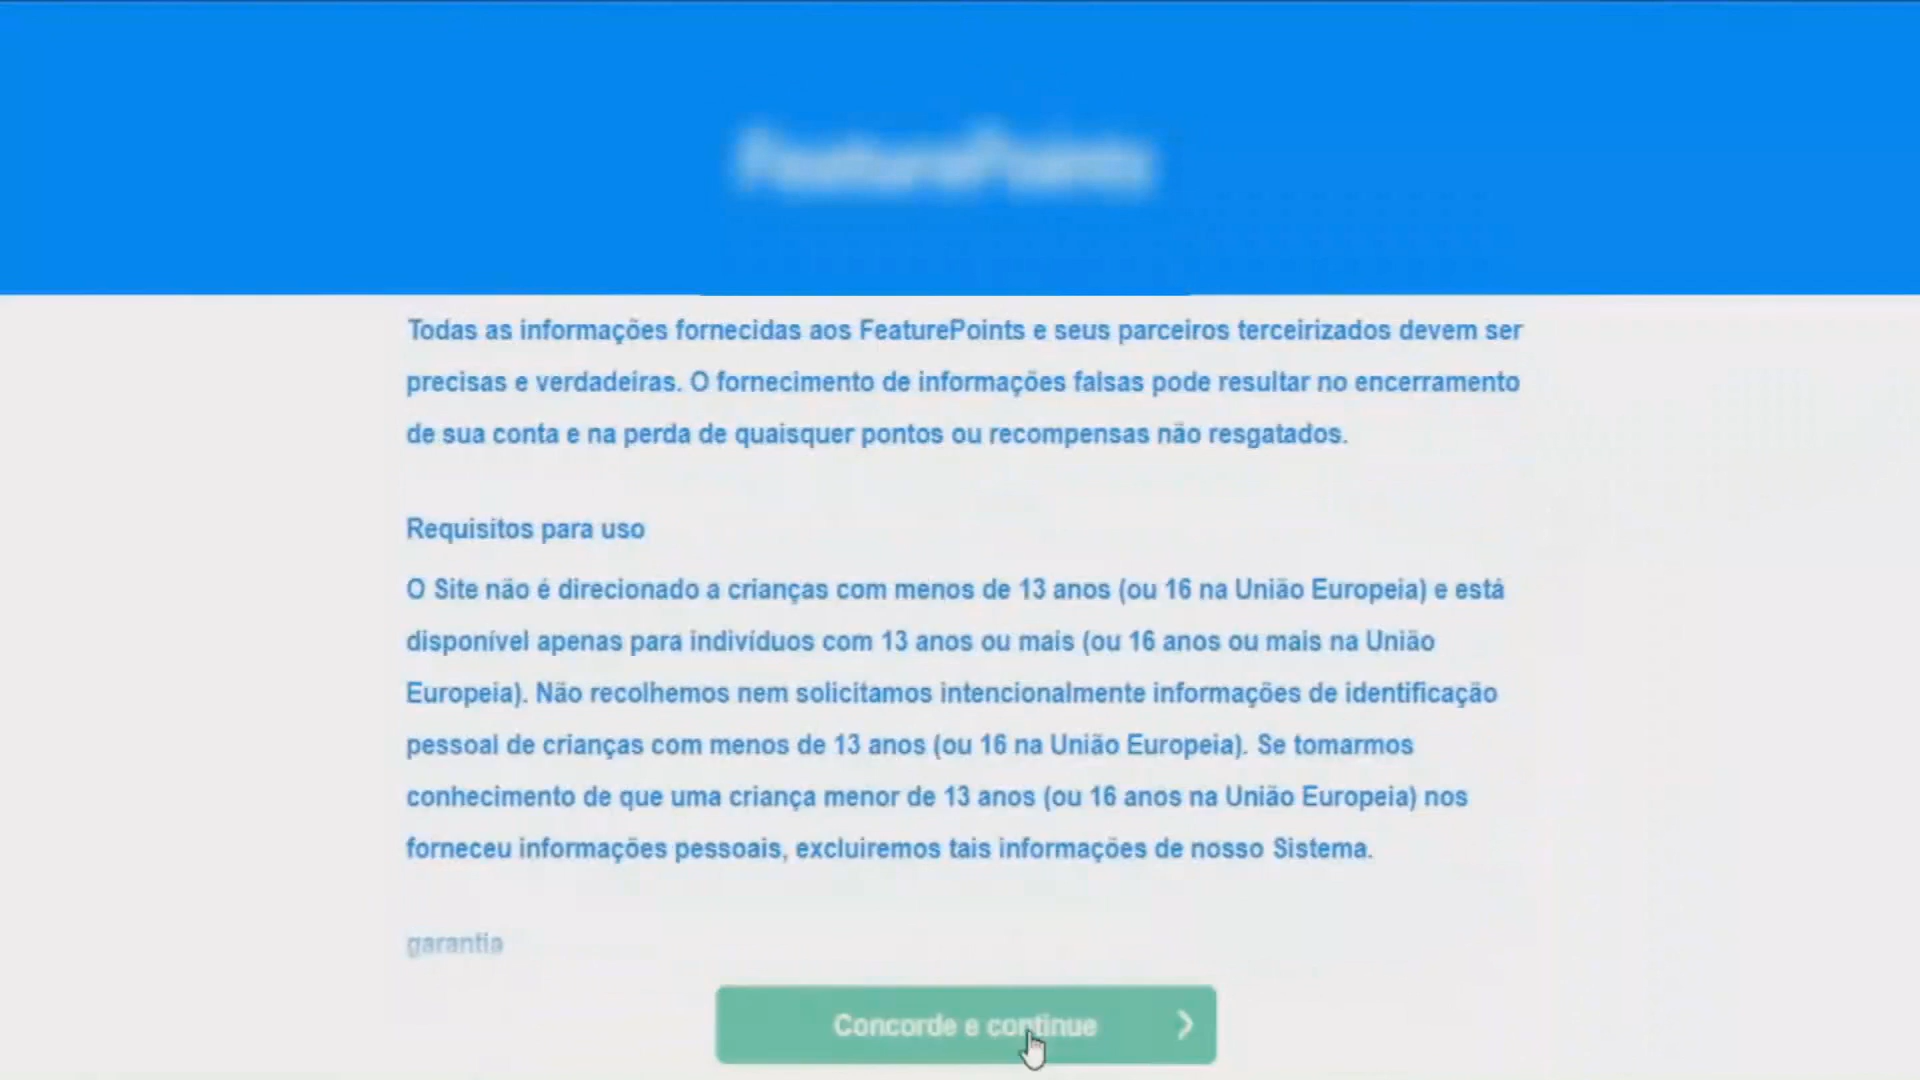 FeaturePoints
Todas as informações fornecidas aos FeaturePoints e seus parceiros terceirizados devem ser
precisas e verdadeiras. O fornecimento de informações falsas pode resultar no encerramento
de sua conta e na perda de quaisquer pontos ou recompensas não resgatados.
Requisitos para uso
O Site não é direcionado a crianças com menos de 13 anos (ou 16 na União Europeia) e está
disponível apenas para indivíduos com 13 anos ou mais (ou 16 anos ou mais na União
Europeia). Não recolhemos nem solicitamos intencionalmente informações de identificação
pessoal de crianças com menos de 13 anos (ou 16 na União Europeia). Se tomarmos
conhecimento de que uma criança menor de 13 anos (ou 16 anos na União Europeia) nos
forneceu informações pessoais, excluiremos tais informações de nosso Sistema.
garantia
Concorde e continue